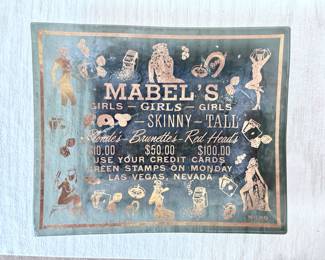 MABEL'S
GIRLS - GIRLS - GIRLS
- SKINNY - TALL
Blonde's - Brunette's - Red Head's
$10.00 $50.00 $100.00
USE YOUR CREDIT CARDS
GREEN STAMPS ON MONDAY
LAS VEGAS, NEVADA